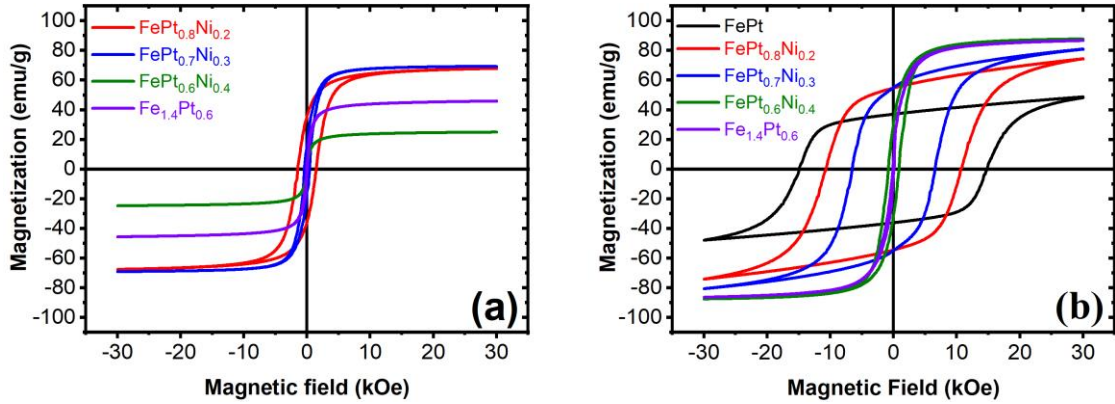 FePt0.8Ni0.2
FePt0.7Ni0.3
FePt0.6Ni0.4
Fe1.4Pt0.6
Magnetization (emu/g)
100
80
60
40
20
0
-20
-40
-60
-80
-100
-30 -20 -10 0 10 20 30
Magnetic field (kOe)
(a)
FePt
FePt0.8Ni0.2
FePt0.7Ni0.3
FePt0.6Ni0.4
Fe1.4Pt0.6
Magnetization (emu/g)
100
80
60
40
20
0
-20
-40
-60
-80
-100
-30 -20 -10 0 10 20 30
Magnetic Field (kOe)
(b)